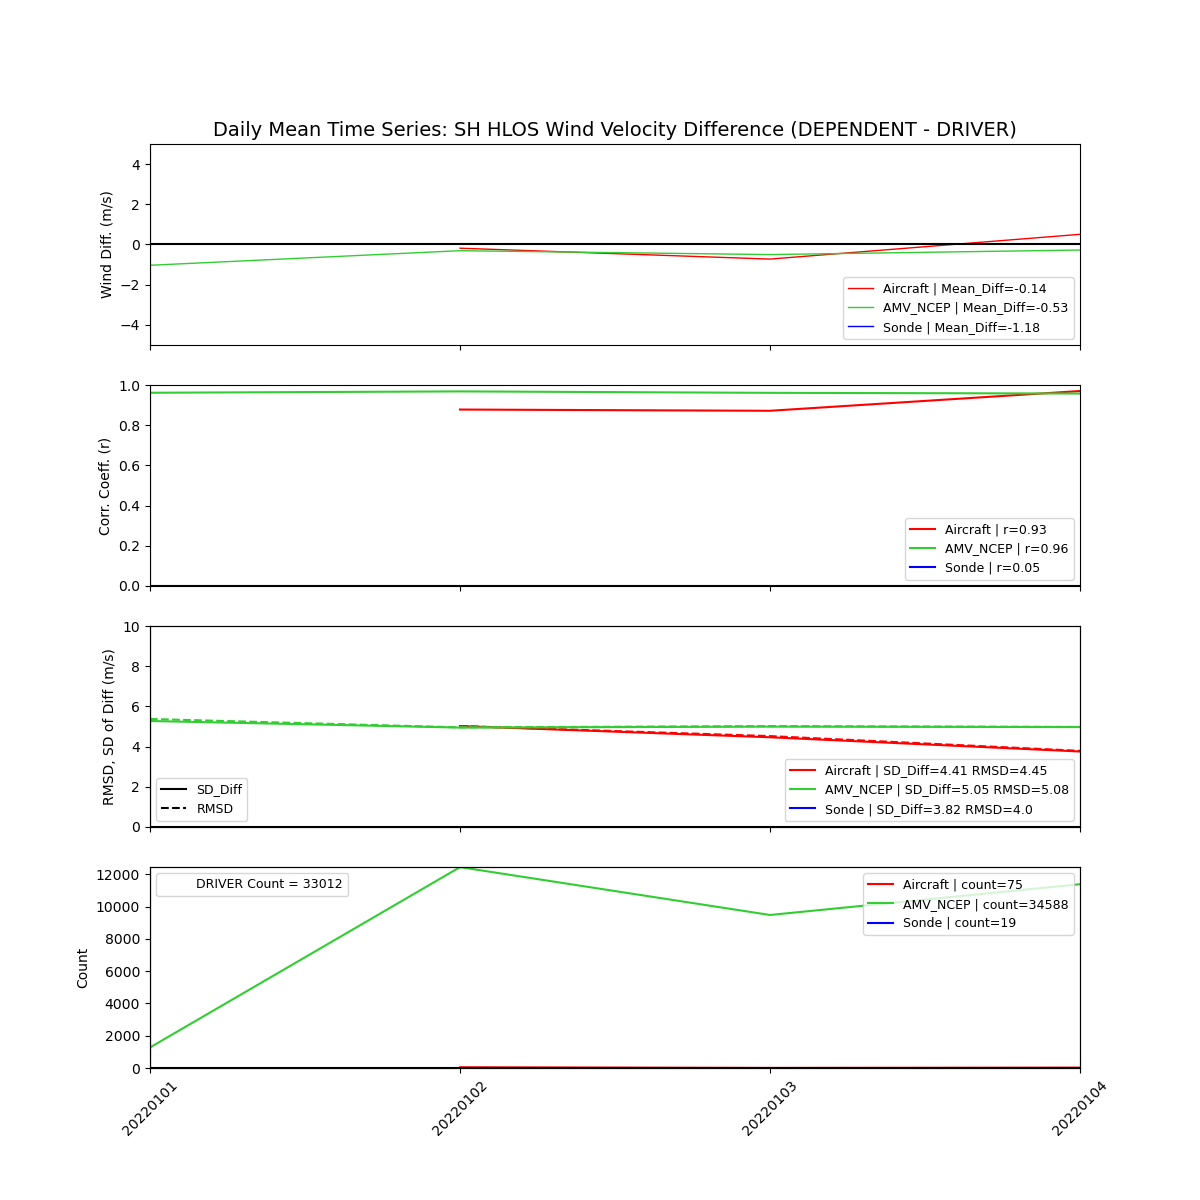 Daily Mean Time Series: SH HLOS Wind Velocity Difference (DEPENDENT - DRIVER)
Wind Diff. (m/s)
4
2
0
−2
−4
Aircraft | Mean_Diff=-0.14
AMV_NCEP | Mean_Diff=-0.53
Sonde | Mean_Diff=-1.18
Corr. Coeff. (r)
1.0
0.8
0.6
0.4
0.2
0.0
Aircraft | r=0.93
AMV_NCEP | r=0.96
Sonde | r=0.05
RMSD, SD of Diff (m/s)
10
8
6
4
2
0
SD_Diff
RMSD
Aircraft | SD_Diff=4.41 RMSD=4.45
AMV_NCEP | SD_Diff=5.05 RMSD=5.08
Sonde | SD_Diff=3.82 RMSD=4.0
Count
12000
10000
8000
6000
4000
2000
0
DRIVER Count = 33012
Aircraft | count=75
AMV_NCEP | count=34588
Sonde | count=19
20220101
20220102
20220103
20220104